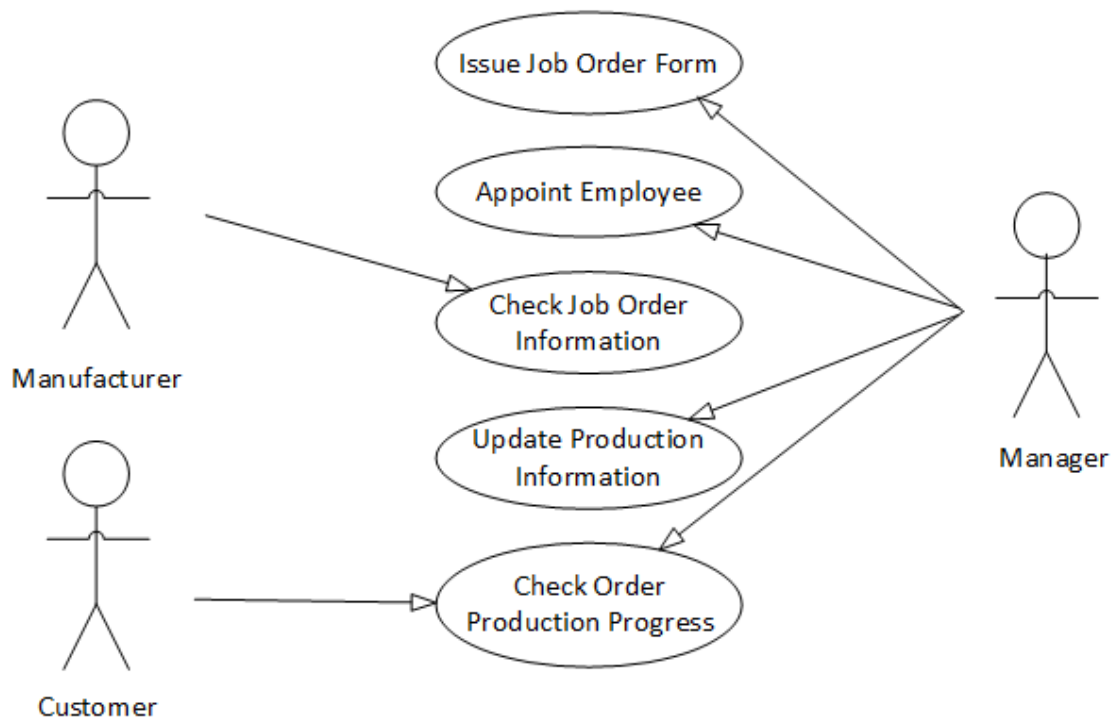 Issue Job Order Form
Appoint Employee
Check Job Order
Information
Manufacturer
Update Production
Information
Manager
Check Order
Production Progress
Customer